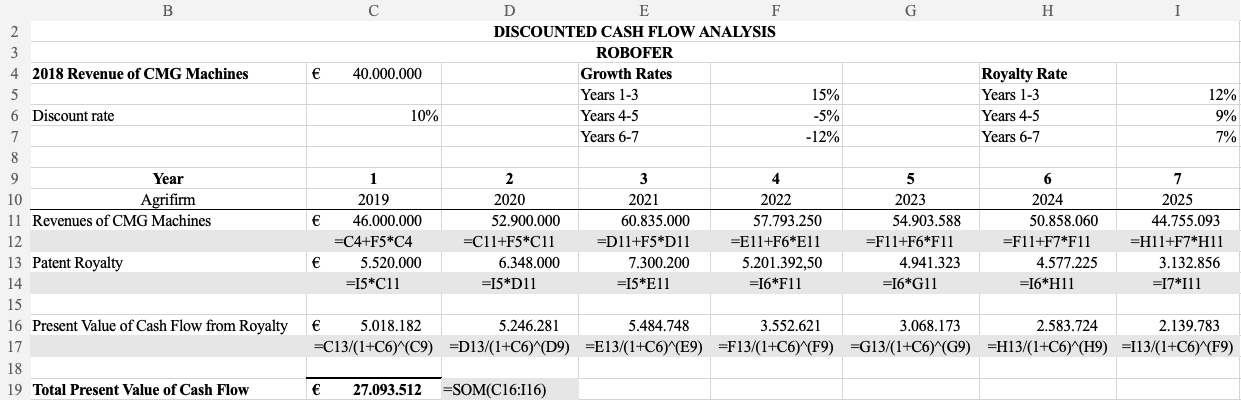 B C D E F G H I
2 DISCOUNTED CASH FLOW ANALYSIS
3 ROBOFER
4 2018 Revenue of CMG Machines € 40.000.000 Growth Rates Royalty Rate
5 Years 1-3 15% Years 1-3 12%
6 Discount rate 10% Years 4-5 -5% Years 4-5 9%
7 Years 6-7 -12% Years 6-7 7%
8
9 Year 1 2 3 4 5 6 7
10 Agrifirm 2019 2020 2021 2022 2023 2024 2025
11 Revenues of CMG Machines € 46.000.000 52.900.000 60.835.000 57.793.250 54.903.588 50.858.060 44.755.093
12 =C4+F5*C4 =C11+F5*C11 =D11+F5*D11 =E11+F6*E11 =F11+F6*F11 =F11+F7*F11 =H11+F7*H11
13 Patent Royalty € 5.520.000 6.348.000 7.300.200 5.201.392,50 4.941.323 4.577.225 3.132.856
14 =I5*C11 =I5*D11 =I5*E11 =I6*F11 =I6*G11 =I6*H11 =I7*I11
15
16 Present Value of Cash Flow from Royalty € 5.018.182 5.246.281 5.484.748 3.552.621 3.068.173 2.583.724 2.139.783
17 =C13/(1+C6)^(C9) =D13/(1+C6)^(D9) =E13/(1+C6)^(E9) =F13/(1+C6)^(F9) =G13/(1+C6)^(G9) =H13/(1+C6)^(H9) =I13/(1+C6)^(F9)
18
19 Total Present Value of Cash Flow € 27.093.512 =SOM(C16:I16)